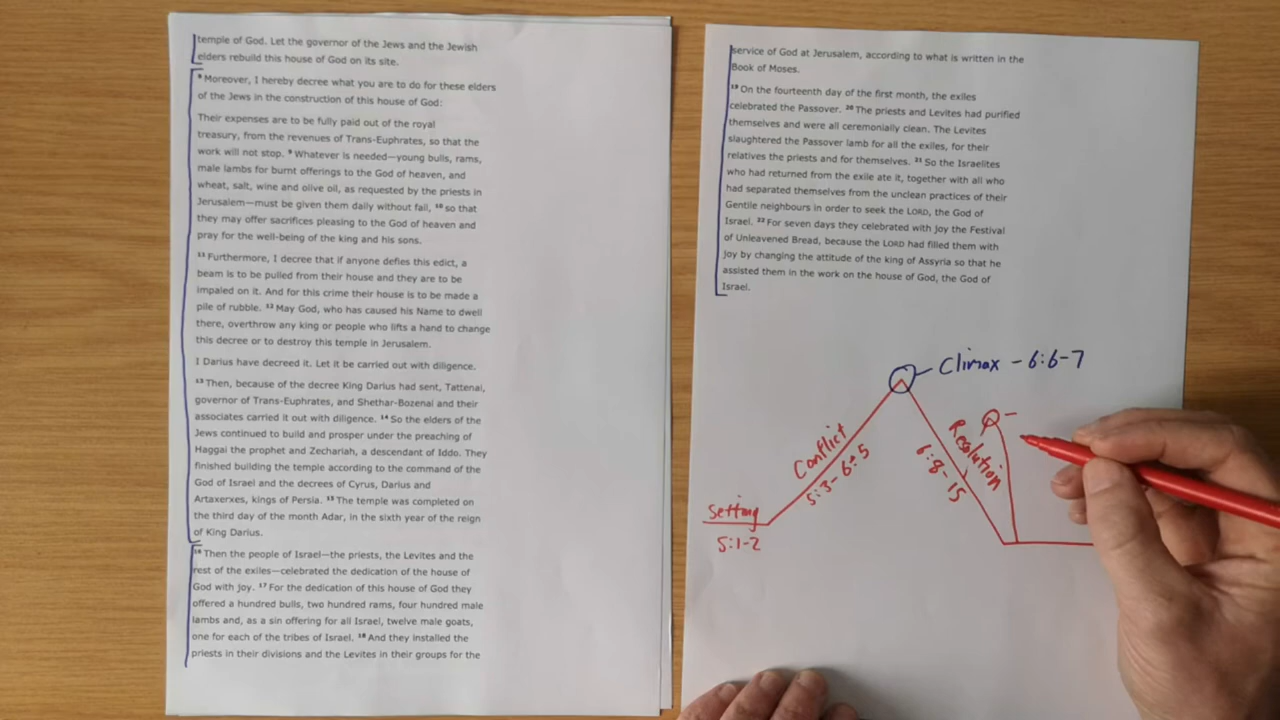 temple of God. Let the governor of the Jews and the Jewish
elders rebuild this house of God on its site.
⁸ Moreover, I hereby decree what you are to do for these elders
of the Jews in the construction of this house of God:
Their expenses are to be fully paid out of the royal
treasury, from the revenues of Trans-Euphrates, so that the
work will not stop. ⁹ Whatever is needed—young bulls, rams,
male lambs for burnt offerings to the God of heaven, and
wheat, salt, wine and olive oil, as requested by the priests in
Jerusalem—must be given them daily without fail, ¹⁰ so that
they may offer sacrifices pleasing to the God of heaven and
pray for the well-being of the king and his sons.
¹¹ Furthermore, I decree that if anyone defies this edict, a
beam is to be pulled from their house and they are to be
impaled on it. And for this crime their house is to be made a
pile of rubble. ¹² May God, who has caused his Name to dwell
there, overthrow any king or people who lifts a hand to change
this decree or to destroy this temple in Jerusalem.
I Darius have decreed it. Let it be carried out with diligence.
¹³ Then, because of the decree King Darius had sent, Tattenai,
governor of Trans-Euphrates, and Shethar-Bozenai and their
associates carried it out with diligence. ¹⁴ So the elders of the
Jews continued to build and prosper under the preaching of
Haggai the prophet and Zechariah, a descendant of Iddo. They
finished building the temple according to the command of the
God of Israel and the decrees of Cyrus, Darius and
Artaxerxes, kings of Persia. ¹⁵ The temple was completed on
the third day of the month Adar, in the sixth year of the reign
of King Darius.
¹⁶ Then the people of Israel—the priests, the Levites and the
rest of the exiles—celebrated the dedication of the house of
God with joy. ¹⁷ For the dedication of this house of God they
offered a hundred bulls, two hundred rams, four hundred male
lambs and, as a sin offering for all Israel, twelve male goats,
one for each of the tribes of Israel. ¹⁸ And they installed the
priests in their divisions and the Levites in their groups for the
service of God at Jerusalem, according to what is written in the
Book of Moses.
¹⁹ On the fourteenth day of the first month, the exiles
celebrated the Passover. ²⁰ The priests and Levites had purified
themselves and were all ceremonially clean. The Levites
slaughtered the Passover lamb for all the exiles, for their
relatives the priests and for themselves. ²¹ So the Israelites
who had returned from the exile ate it, together with all who
had separated themselves from the unclean practices of their
Gentile neighbours in order to seek the LORD, the God of
Israel. ²² For seven days they celebrated with joy the Festival
of Unleavened Bread, because the LORD had filled them with
joy by changing the attitude of the king of Assyria so that he
assisted them in the work on the house of God, the God of
Israel.
Climax - 6:6-7
Conflict
5:3-6:5
Resolution
6:8-15
Setting
5:1-2